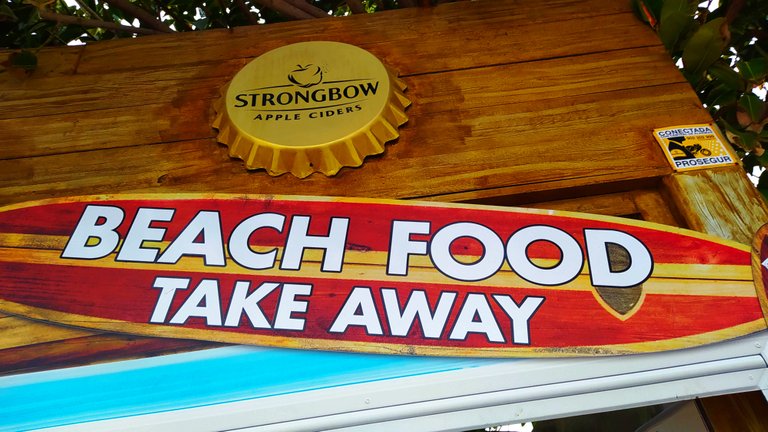 STRONGBOW
APPLE CIDERS
CONECTADA
PROSEGUR
BEACH FOOD
TAKE AWAY